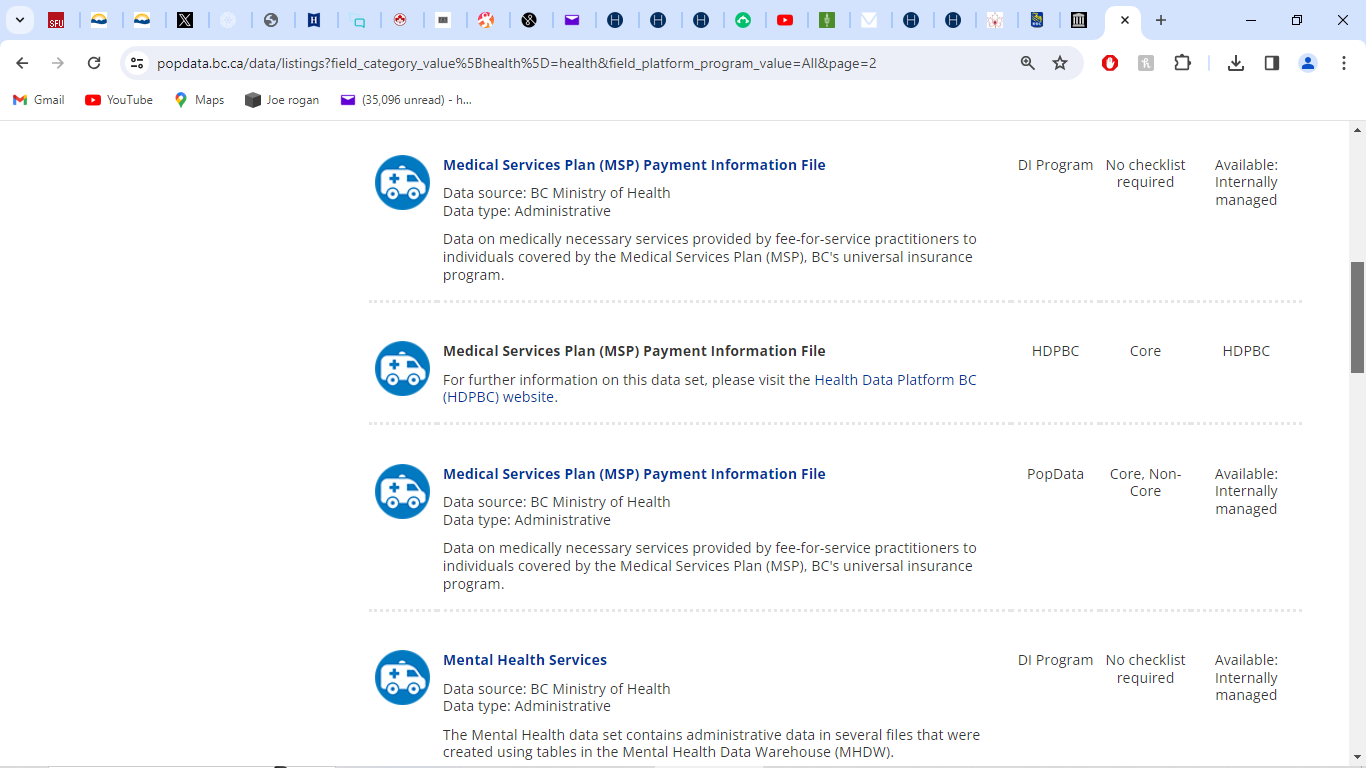 SFU
popdata.bc.ca/data/listings?field_category_value%5Bhealth%5D=health&field_platform_program_value=All&page=2
Gmail
YouTube
Maps
Joe rogan
(35,096 unread) - h...
Medical Services Plan (MSP) Payment Information File
DI Program
No checklist
required
Available:
Internally
managed
Data source: BC Ministry of Health
Data type: Administrative
Data on medically necessary services provided by fee-for-service practitioners to
individuals covered by the Medical Services Plan (MSP), BC's universal insurance
program.
Medical Services Plan (MSP) Payment Information File
HDPBC
Core
HDPBC
For further information on this data set, please visit the Health Data Platform BC
(HDPBC) website.
Medical Services Plan (MSP) Payment Information File
PopData
Core, Non-
Core
Available:
Internally
managed
Data source: BC Ministry of Health
Data type: Administrative
Data on medically necessary services provided by fee-for-service practitioners to
individuals covered by the Medical Services Plan (MSP), BC's universal insurance
program.
Mental Health Services
DI Program
No checklist
required
Available:
Internally
managed
Data source: BC Ministry of Health
Data type: Administrative
The Mental Health data set contains administrative data in several files that were
created using tables in the Mental Health Data Warehouse (MHDW).